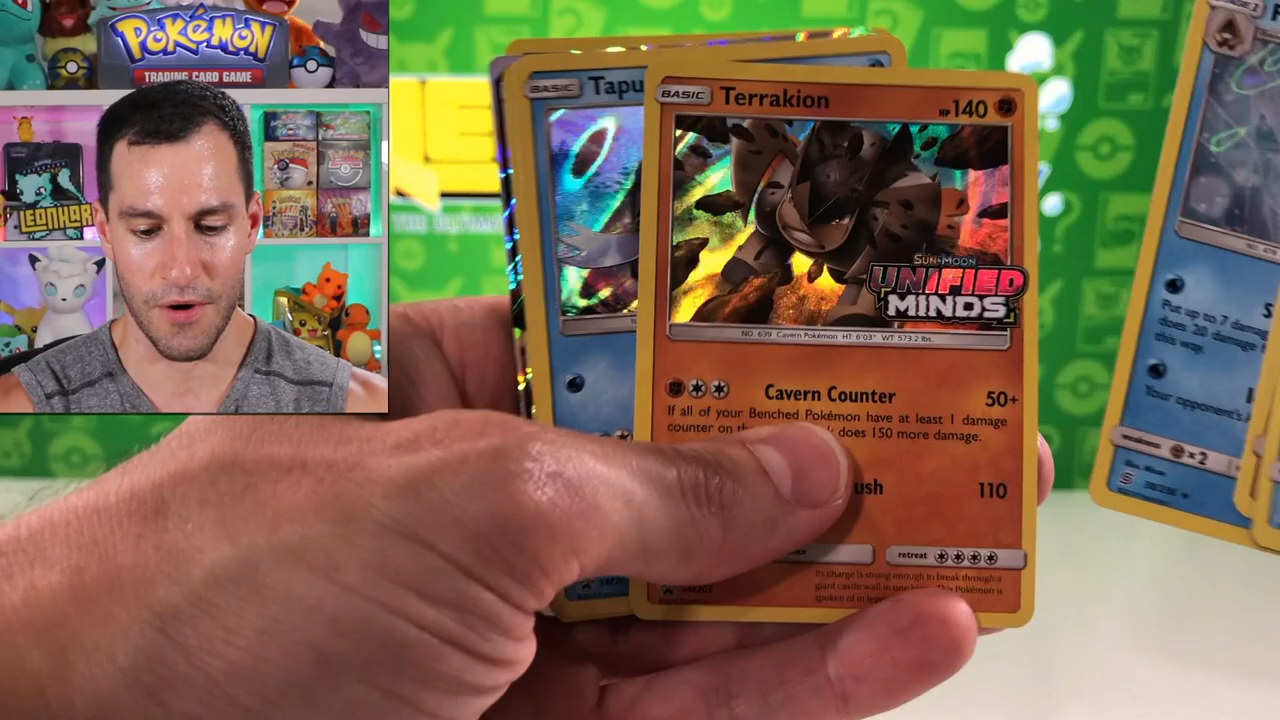 POKéMON
TRADING CARD GAME
LEONHAR
THE ULTIMA
BASIC
Tapu
BASIC
Terrakion
HP 140
SUN & MOON
UNIFIED
MINDS
NO. 639 Cavern Pokémon HT: 6'03" WT: 573.2 lbs.
Cavern Counter 50+
If all of your Benched Pokémon have at least 1 damage
counter on does 150 more damage.
ush 110
retreat
Its charge is strong enough to break through a
giant castle wall in one This Pokémon is
spoken of in
Put up to 7
does 20 damage
this way.
Your opponent's
weakness ×2